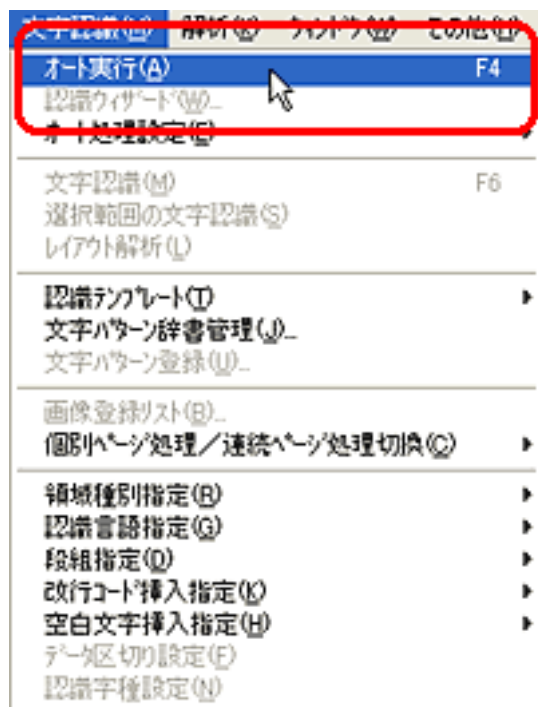 文字認識(M) 解析(K) ウィンドウ(W) その他(H)
オート実行(A) F4
認識ウィザード(W)...
オート処理設定(E)
文字認識(M) F6
選択範囲の文字認識(S)
レイアウト解析(L)
認識テンプレート(T)
文字パターン辞書管理(J)...
文字パターン登録(U)...
画像登録リスト(B)...
個別ページ処理/連続ページ処理切換(C)
領域種別指定(R)
認識言語指定(G)
段組指定(D)
改行コード挿入指定(K)
空白文字挿入指定(H)
データ区切り設定(F)
認識字種設定(N)